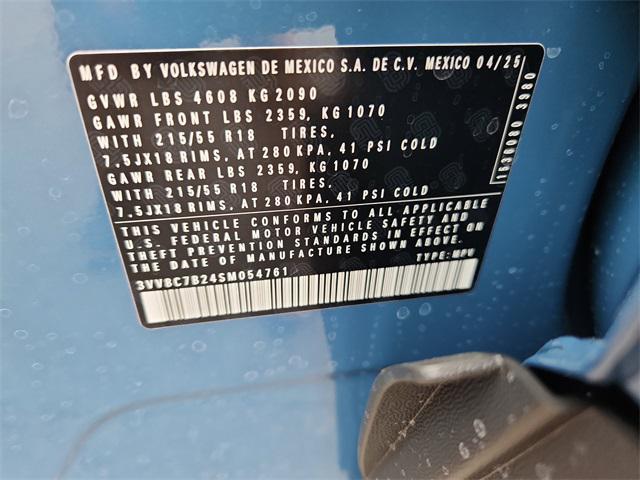 MFD BY VOLKSWAGEN DE MEXICO S.A. DE C.V. MEXICO 04/25
GVWR LBS 4608 KG 2090
GAWR FRONT LBS 2359, KG 1070
WITH 215/55 R18 TIRES,
7,5JX18 RIMS, AT 280 KPA, 41 PSI COLD
GAWR REAR LBS 2359, KG 1070
WITH 215/55 R18 TIRES,
7,5JX18 RIMS, AT 280 KPA, 41 PSI COLD
THIS VEHICLE CONFORMS TO ALL APPLICABLE
U.S. FEDERAL MOTOR VEHICLE SAFETY AND
THEFT PREVENTION STANDARDS IN EFFECT ON
THE DATE OF MANUFACTURE SHOWN ABOVE.
3VV8C7B24SM054761 TYPE: MPV
1636080 3980